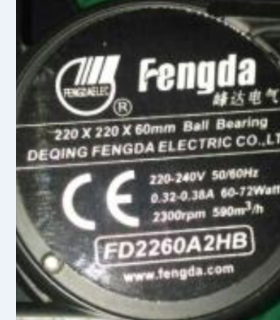 FENGDAELEC
®
Fengda
峰达电气
220 X 220 X 60mm Ball Bearing
DEQING FENGDA ELECTRIC CO.,LT
CE
220-240V 50/60Hz
0.32-0.38A 60-72Watt
2300rpm 590m³/h
FD2260A2HB
www.fengda.com